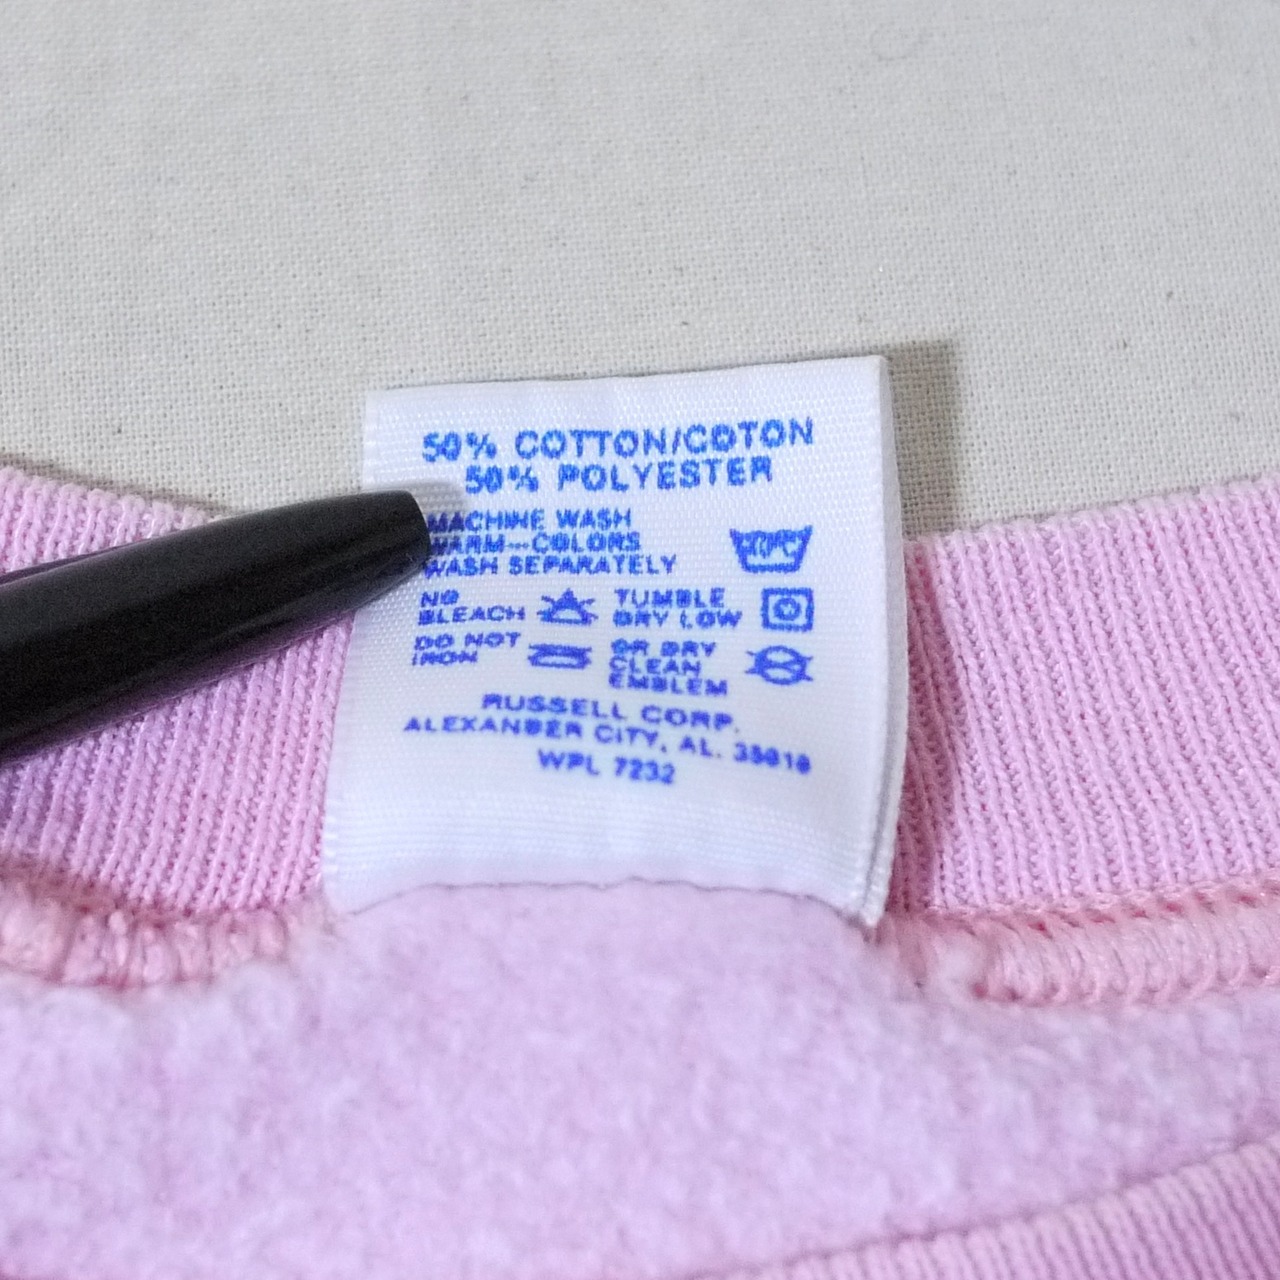 50% COTTON/COTON
50% POLYESTER
MACHINE WASH
WARM—COLORS
WASH SEPARATELY
40°C
NO
BLEACH
TUMBLE
DRY LOW
DO NOT
IRON
OR DRY
CLEAN
EMBLEM
RUSSELL CORP.
ALEXANDER CITY, AL. 35010
WPL 7232